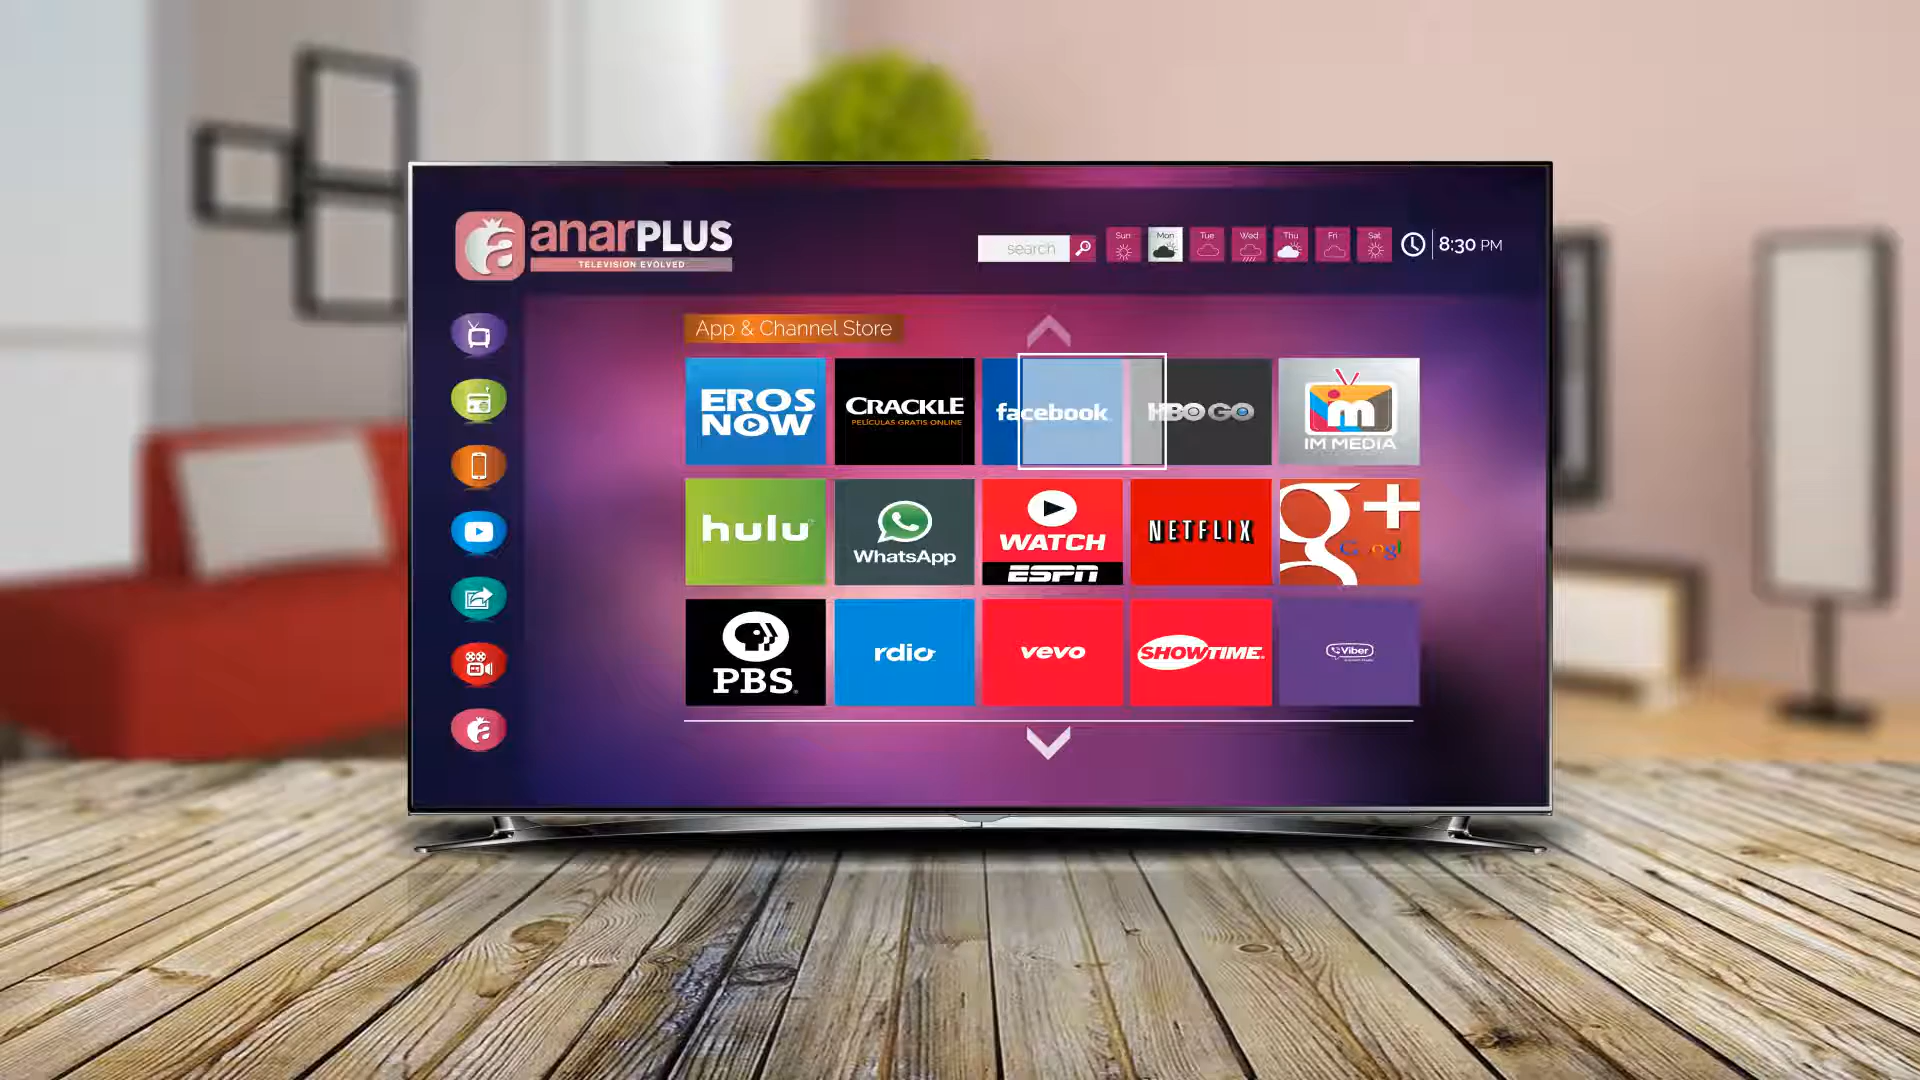 anarPLUS
TELEVISION EVOLVED
search
Sun Mon Tue Wed Thu Fri Sat
8:30 PM
App & Channel Store
EROS
NOW
CRACKLE
PELÍCULAS GRATIS ONLINE
facebook
HBO GO
m
IM MEDIA
hulu
WhatsApp
WATCH
ESPN
NETFLIX
g+
PBS
rdio
vevo
SHOWTIME
Viber